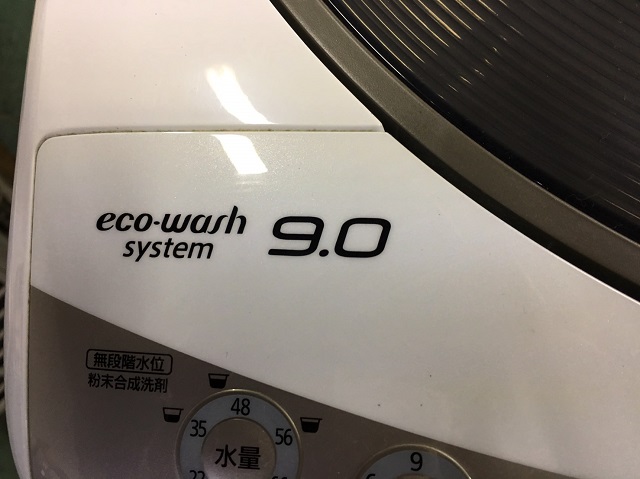 eco-wash
system 9.0
無段階水位
粉末合成洗剤
48
35 56
水量
9